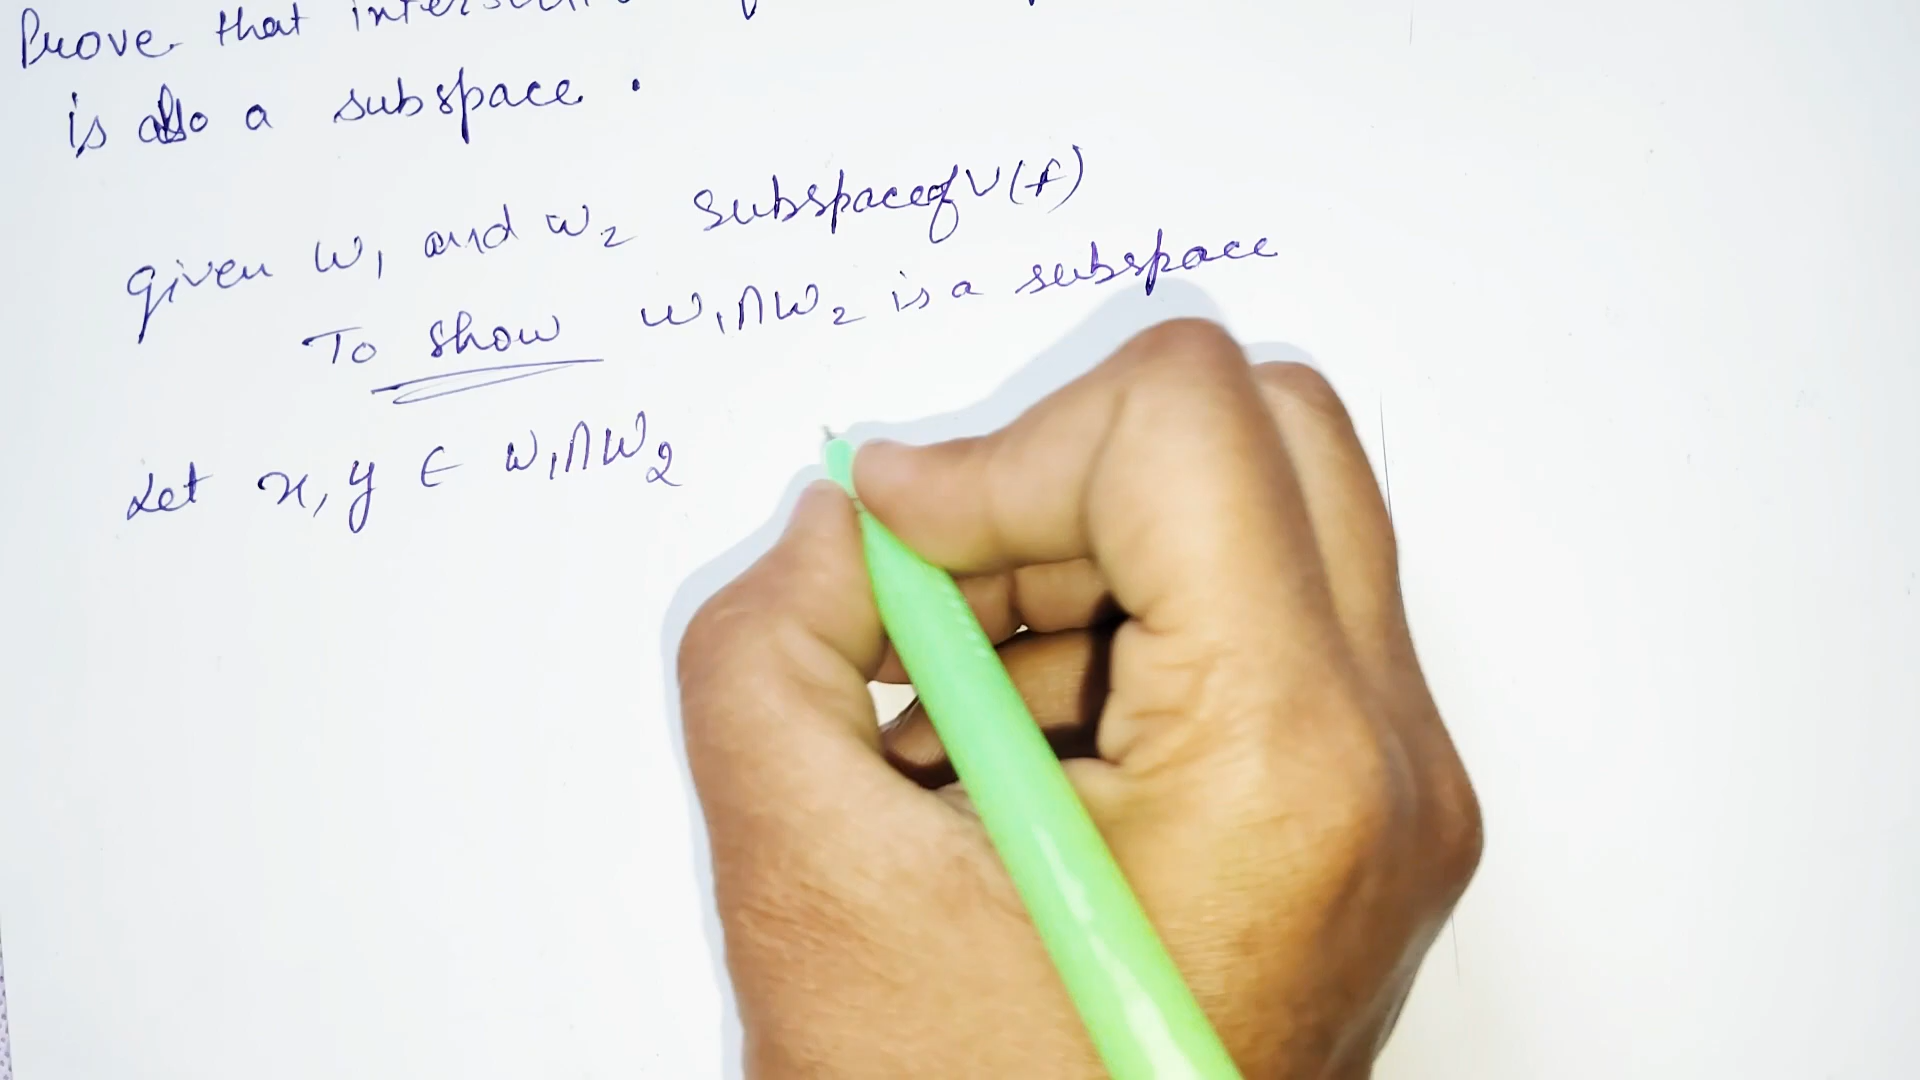 Prove that
is also a subspace.
given W1 and W2 subspace of V(F)
To show W1∩W2 is a subspace
Let x, y ∈ W1∩W2